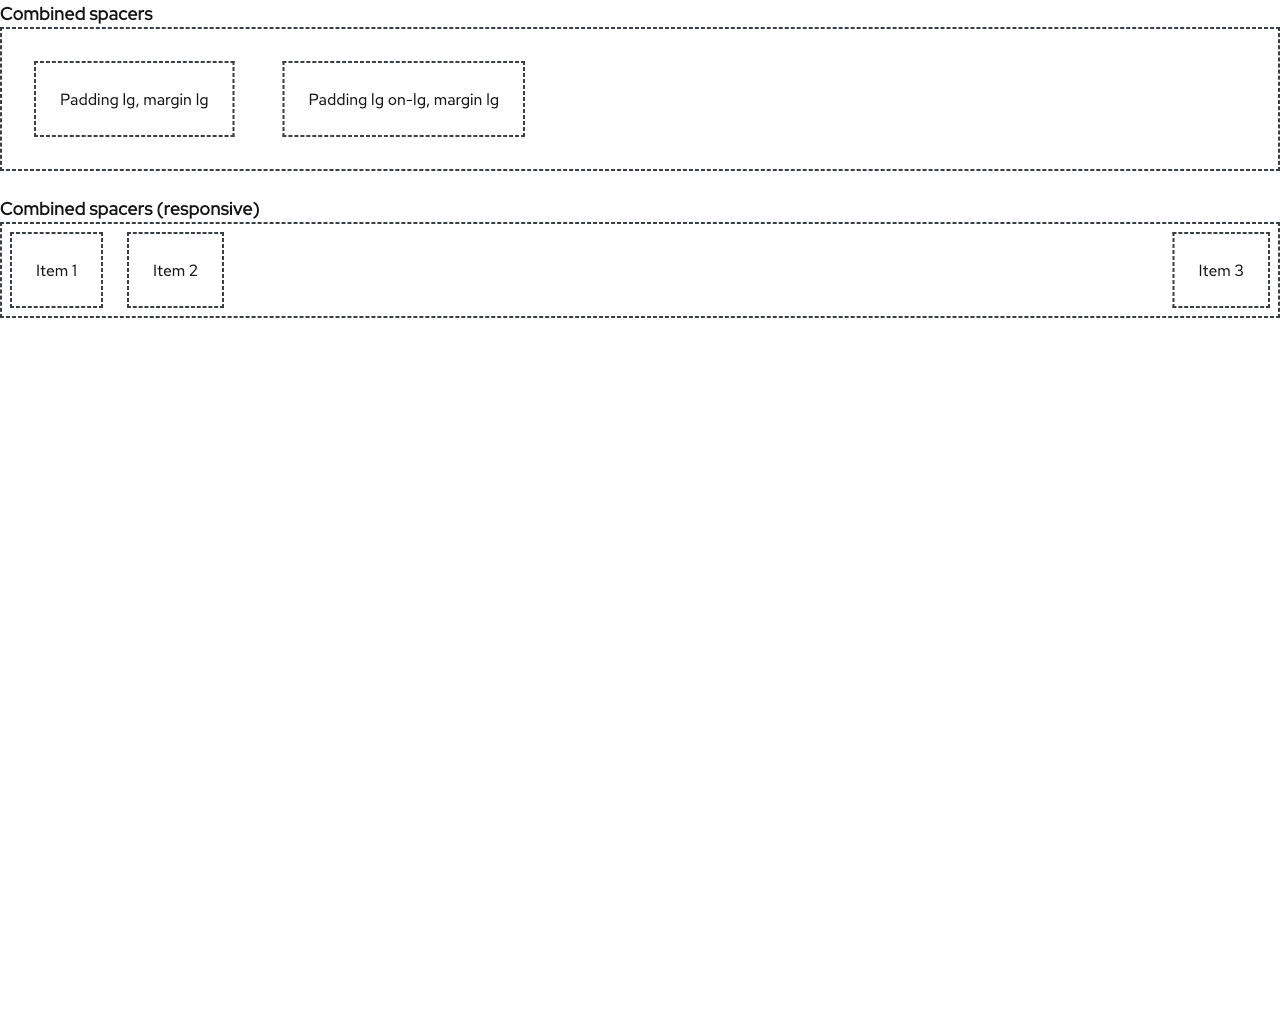 Combined spacers
Padding lg, margin lg
Padding lg on-lg, margin lg
Combined spacers (responsive)
Item 1
Item 2
Item 3